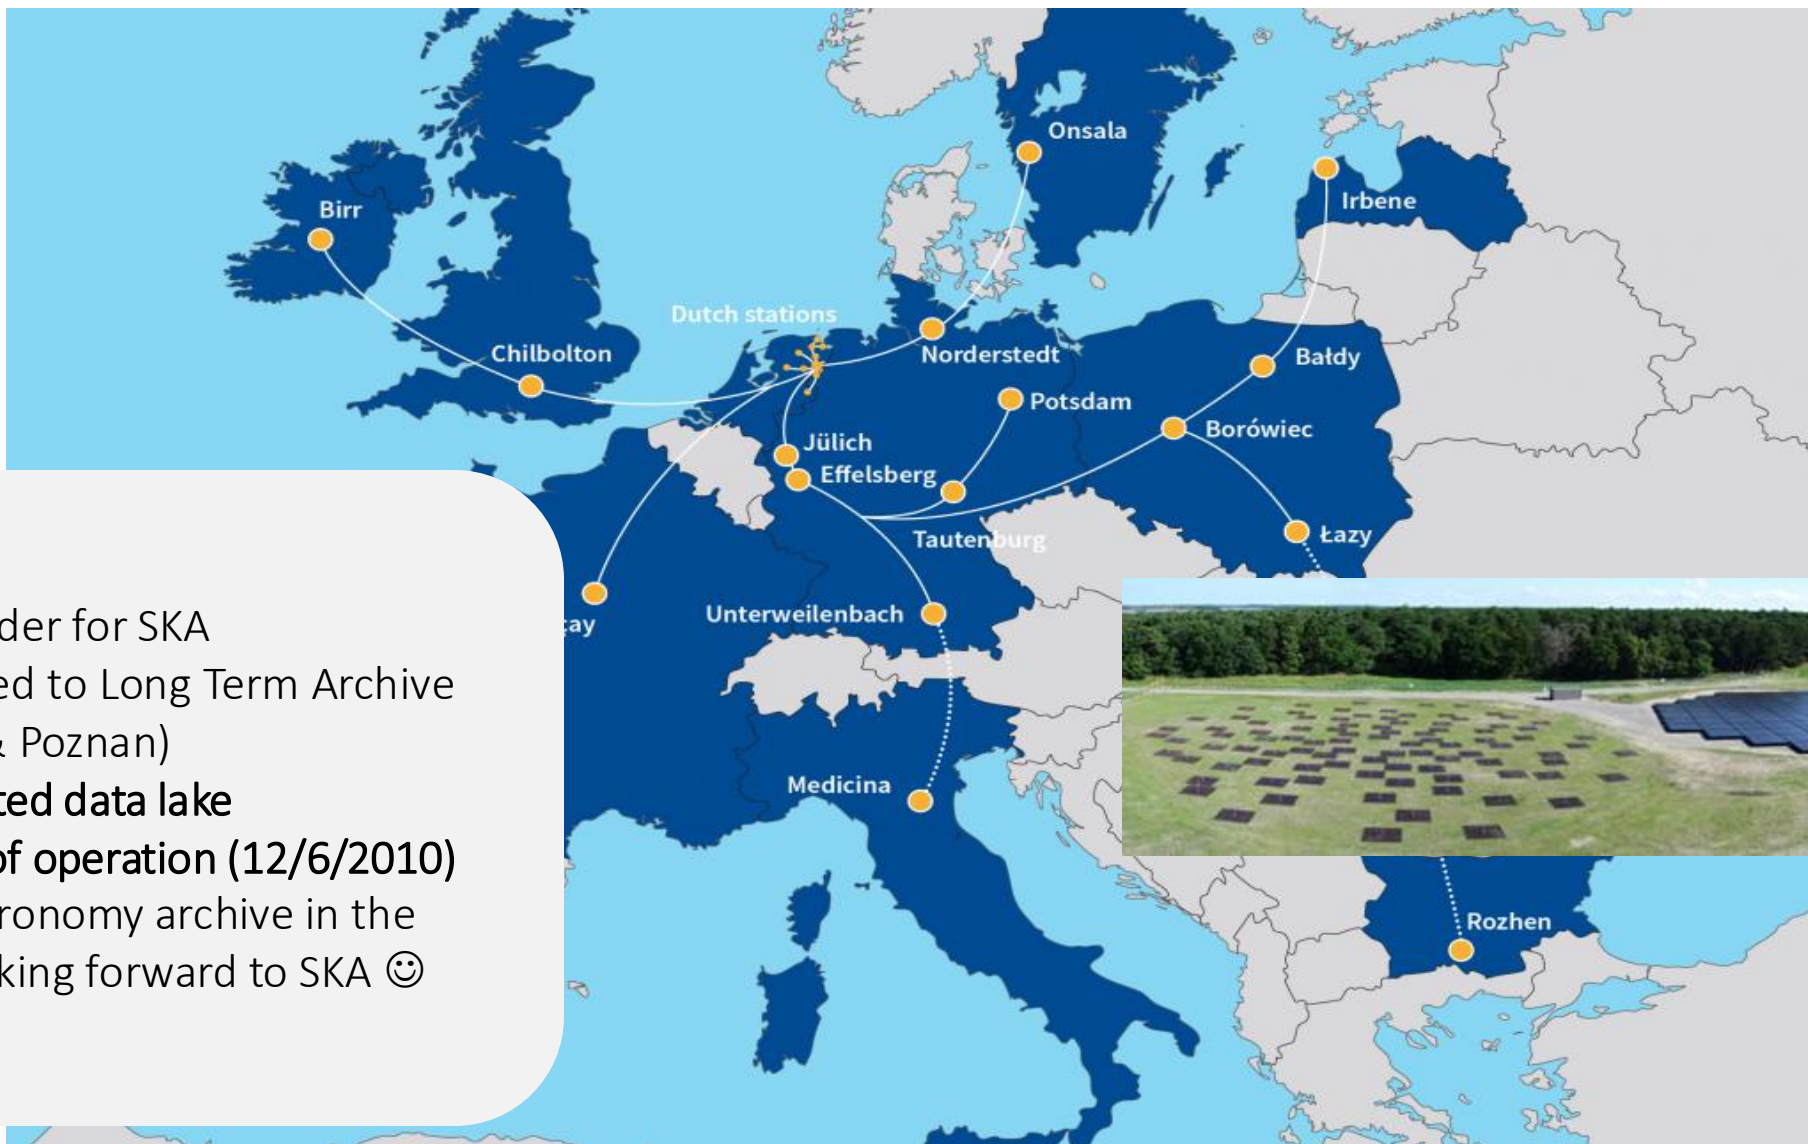 Onsala
Irbene
Birr
Dutch stations
Chilbolton
Norderstedt
Bałdy
Potsdam
Borówiec
Jülich
Effelsberg
Łazy
Tautenburg
Unterweilenbach
çay
der for SKA
ed to Long Term Archive
& Poznan)
ted data lake
of operation (12/6/2010)
ronomy archive in the
king forward to SKA ☺
Medicina
Rozhen